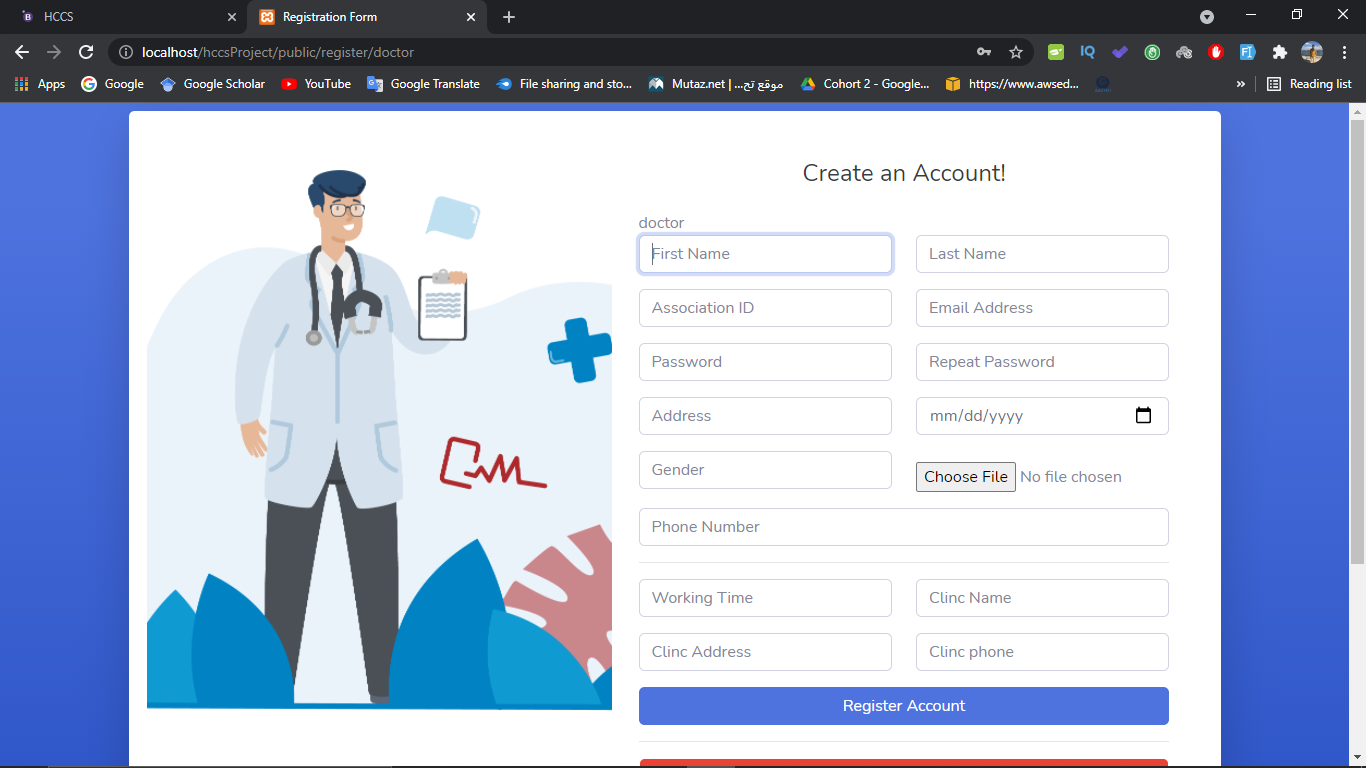 HCCS
Registration Form
localhost/hccsProject/public/register/doctor
Apps
Google
Google Scholar
YouTube
Google Translate
File sharing and sto...
Mutaz.net | موقع تح...
Cohort 2 - Google...
https://www.awsed...
Reading list
Create an Account!
doctor
First Name
Last Name
Association ID
Email Address
Password
Repeat Password
Address
mm/dd/yyyy
Gender
Choose File No file chosen
Phone Number
Working Time
Clinc Name
Clinc Address
Clinc phone
Register Account